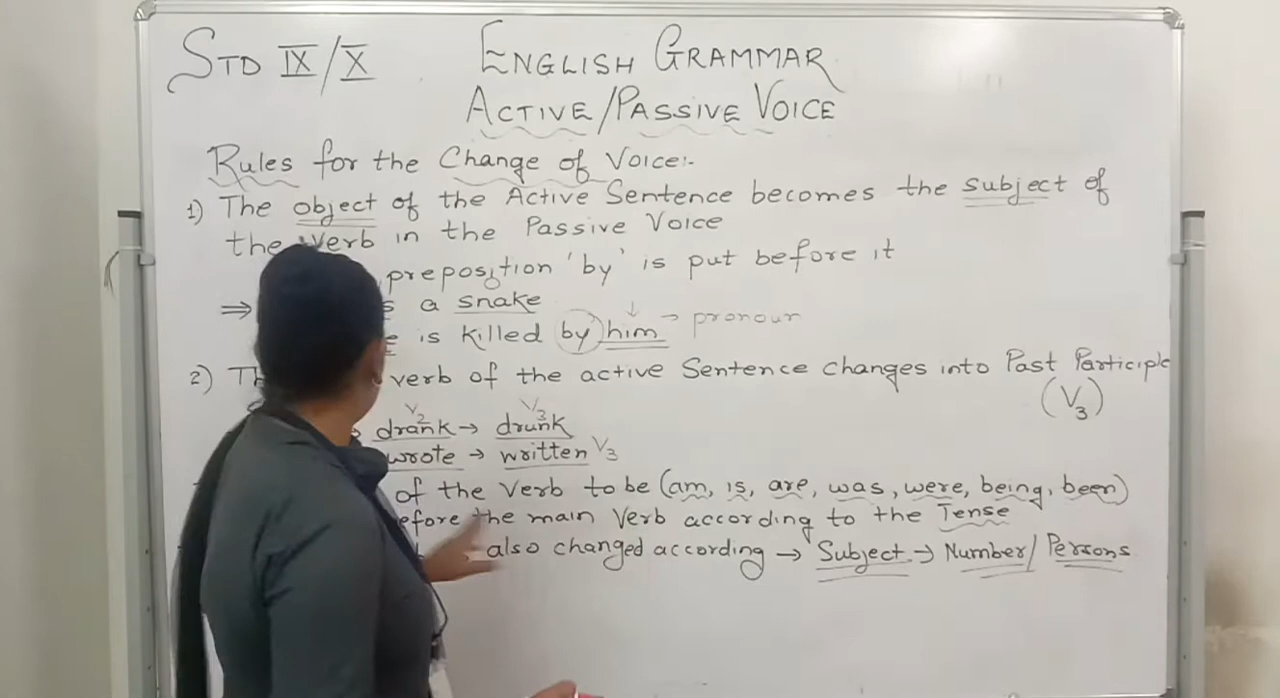 STD IX/X
ENGLISH GRAMMAR
ACTIVE/PASSIVE VOICE
Rules for the Change of Voice:-
1) The object of the Active Sentence becomes the subject of
the verb in the Passive Voice
preposition 'by' is put before it
⇒ a snake
is killed by him → pronoun
2) verb of the active Sentence changes into Past Participle
(V3)
V2 V3
drank → drunk
wrote → written V3
of the Verb to be (am, is, are, was, were, being, been)
the main Verb according to the Tense
also changed according → Subject → Number/Persons